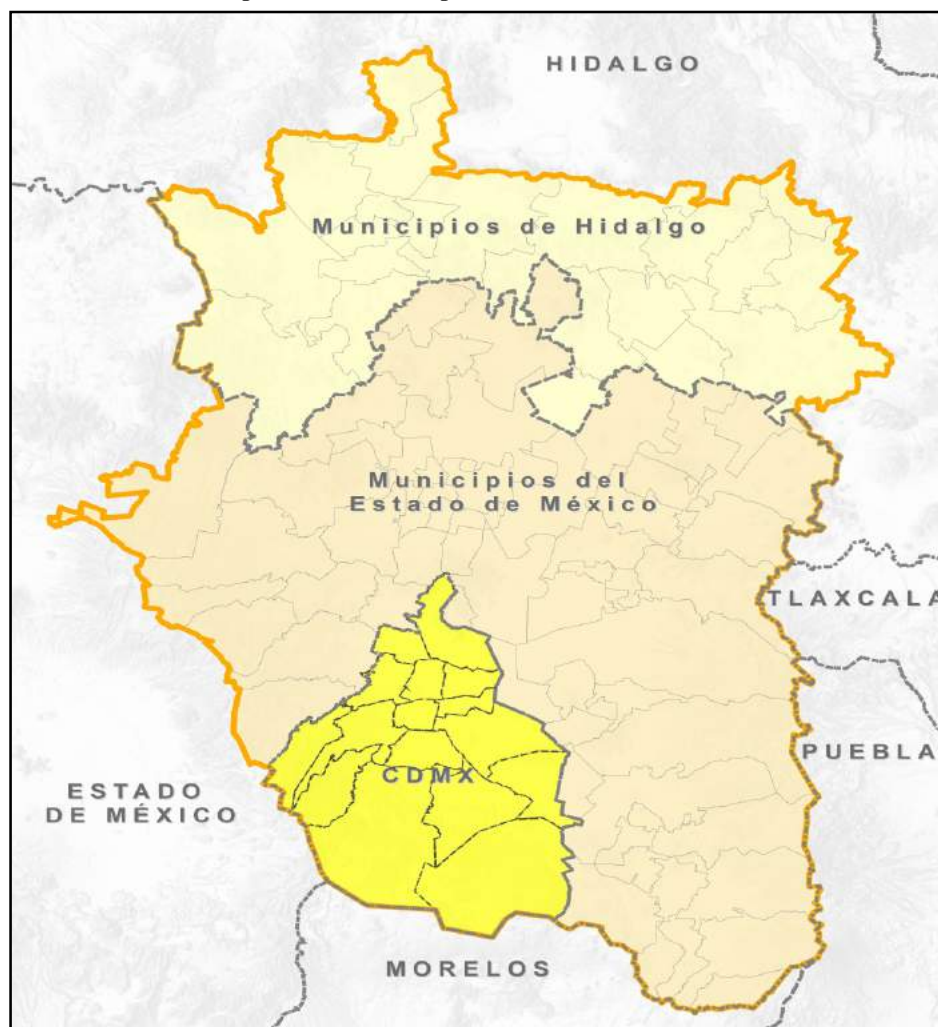 HIDALGO
Municipios de Hidalgo
Municipios del
Estado de México
TLAXCALA
PUEBLA
CDMX
ESTADO
DE MÉXICO
MORELOS